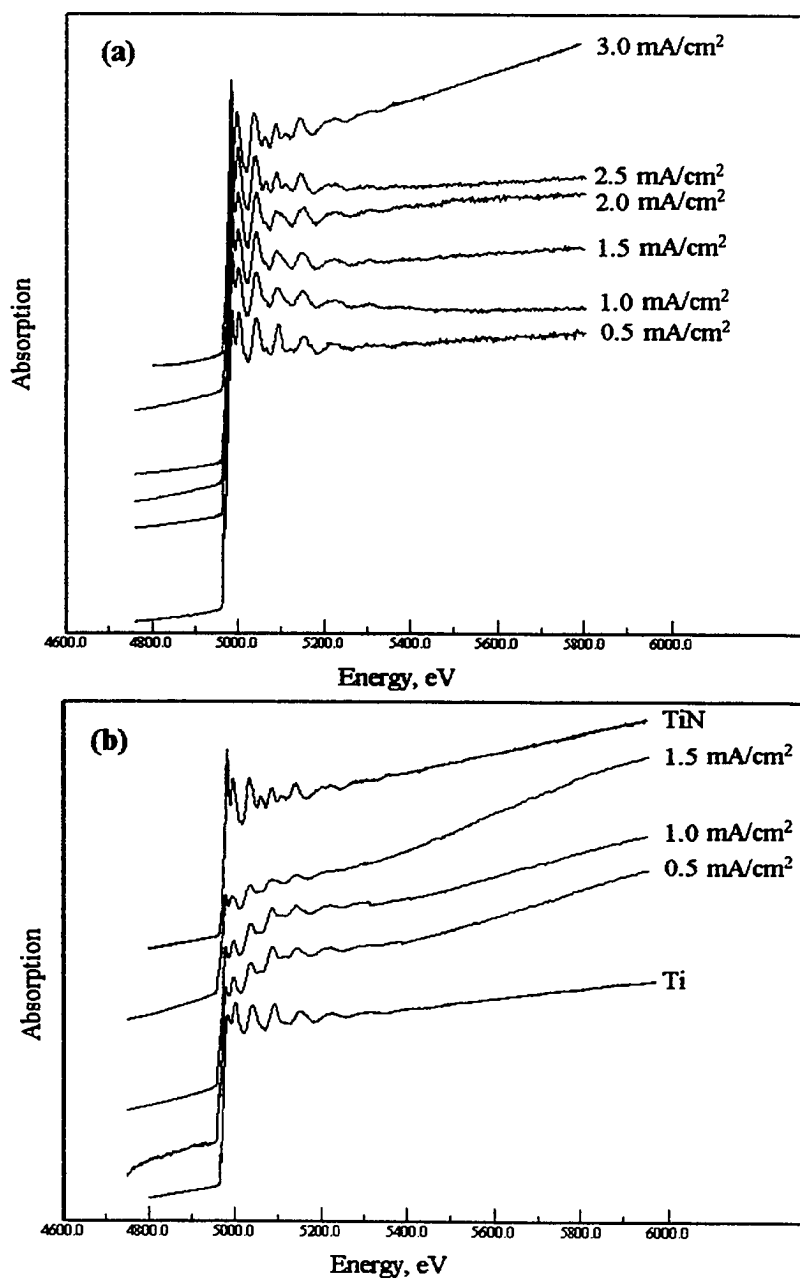 (a)
3.0 mA/cm²
2.5 mA/cm²
2.0 mA/cm²
1.5 mA/cm²
1.0 mA/cm²
0.5 mA/cm²
Absorption
4600.0 4800.0 5000.0 5200.0 5400.0 5600.0 5800.0 6000.0
Energy, eV
(b)
TiN
1.5 mA/cm²
1.0 mA/cm²
0.5 mA/cm²
Ti
Absorption
4600.0 4800.0 5000.0 5200.0 5400.0 5600.0 5800.0 6000.0
Energy, eV